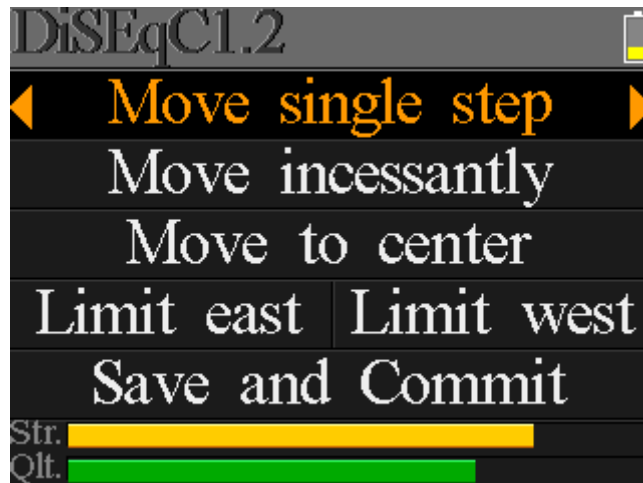 DiSEqC1.2
Move single step
Move incessantly
Move to center
Limit east Limit west
Save and Commit
Str.
Qlt.